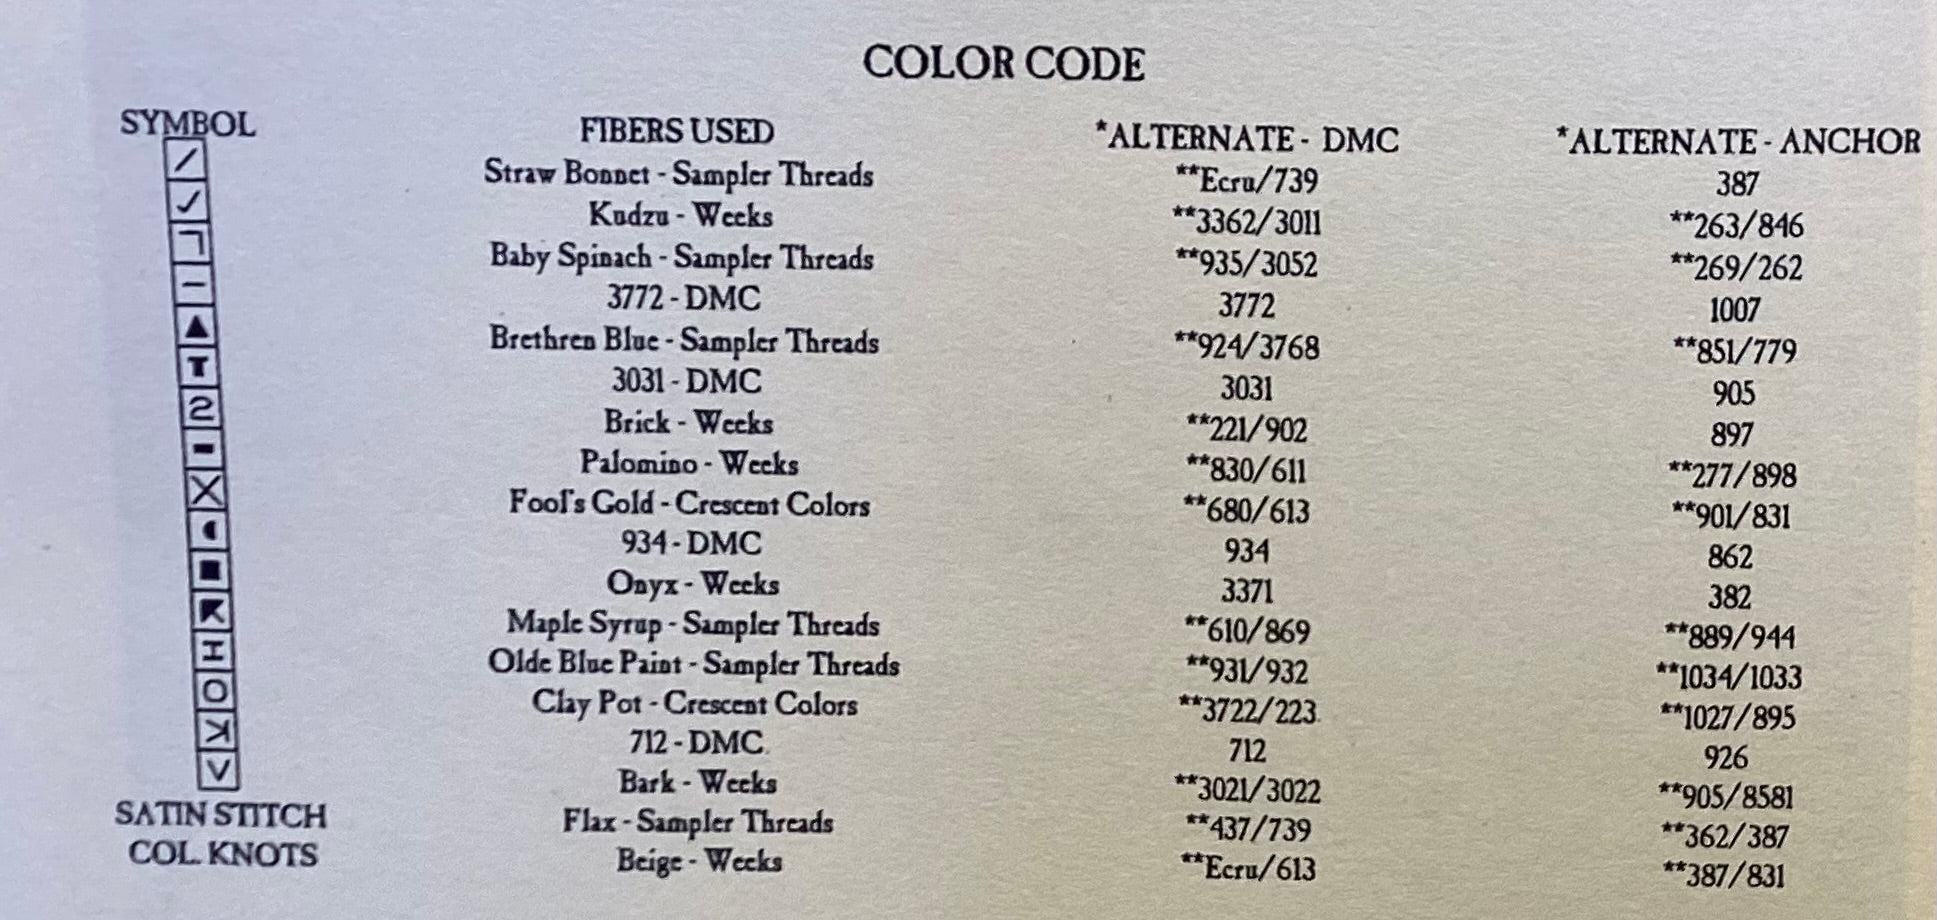 COLOR CODE
SYMBOL FIBERS USED *ALTERNATE - DMC *ALTERNATE - ANCHOR
Straw Bonnet - Sampler Threads **Ecru/739 387
Kudzu - Weeks **3362/3011 **263/846
Baby Spinach - Sampler Threads **935/3052 **269/262
3772 - DMC 3772 1007
Brethren Blue - Sampler Threads **924/3768 **851/779
T 3031 - DMC 3031 905
2 Brick - Weeks **221/902 897
Palomino - Weeks **830/611 **277/898
X Fool's Gold - Crescent Colors **680/613 **901/831
934 - DMC 934 862
Onyx - Weeks 3371 382
Maple Syrup - Sampler Threads **610/869 **889/944
I Olde Blue Paint - Sampler Threads **931/932 **1034/1033
O Clay Pot - Crescent Colors **3722/223 **1027/895
712 - DMC 712 926
V Bark - Weeks **3021/3022 **905/8581
SATIN STITCH Flax - Sampler Threads **437/739 **362/387
COL. KNOTS Beige - Weeks **Ecru/613 **387/831